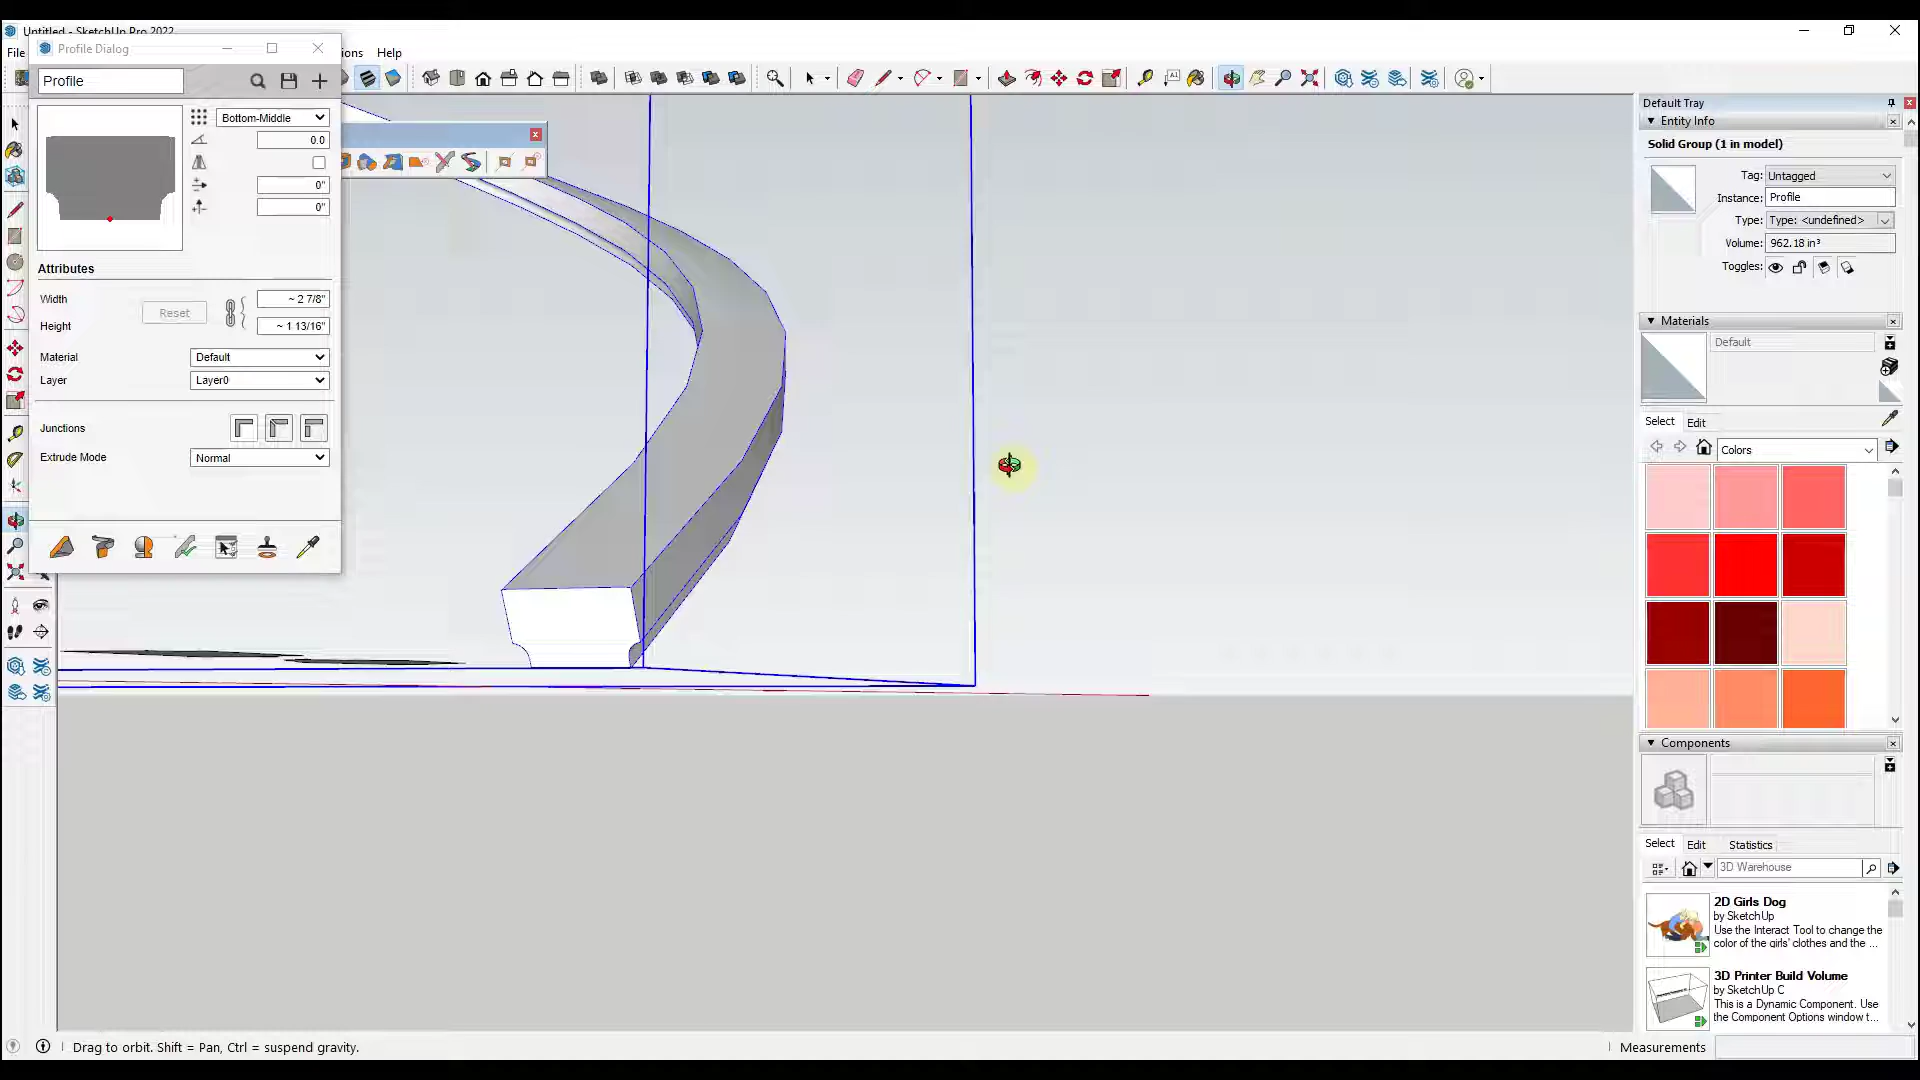 Untitled - SketchUp Pro 2022
Profile Dialog
File
ions
Help
Profile
Bottom-Middle
0.0
0"
0"
Attributes
Width
~ 2 7/8"
Reset
Height
~ 1 13/16"
Material
Default
Layer
Layer0
Junctions
Extrude Mode
Normal
Default Tray
Entity Info
Solid Group (1 in model)
Tag:
Untagged
Instance:
Profile
Type:
Type: <undefined>
Volume:
962.18 in³
Toggles:
Materials
Default
Select
Edit
Colors
Components
Select
Edit
Statistics
3D Warehouse
2D Girls Dog
by SketchUp
Use the Interact Tool to change the
color of the girls' clothes and the ...
3D Printer Build Volume
by SketchUp C
This is a Dynamic Component. Use
the Component Options window t...
Drag to orbit. Shift = Pan, Ctrl = suspend gravity.
Measurements